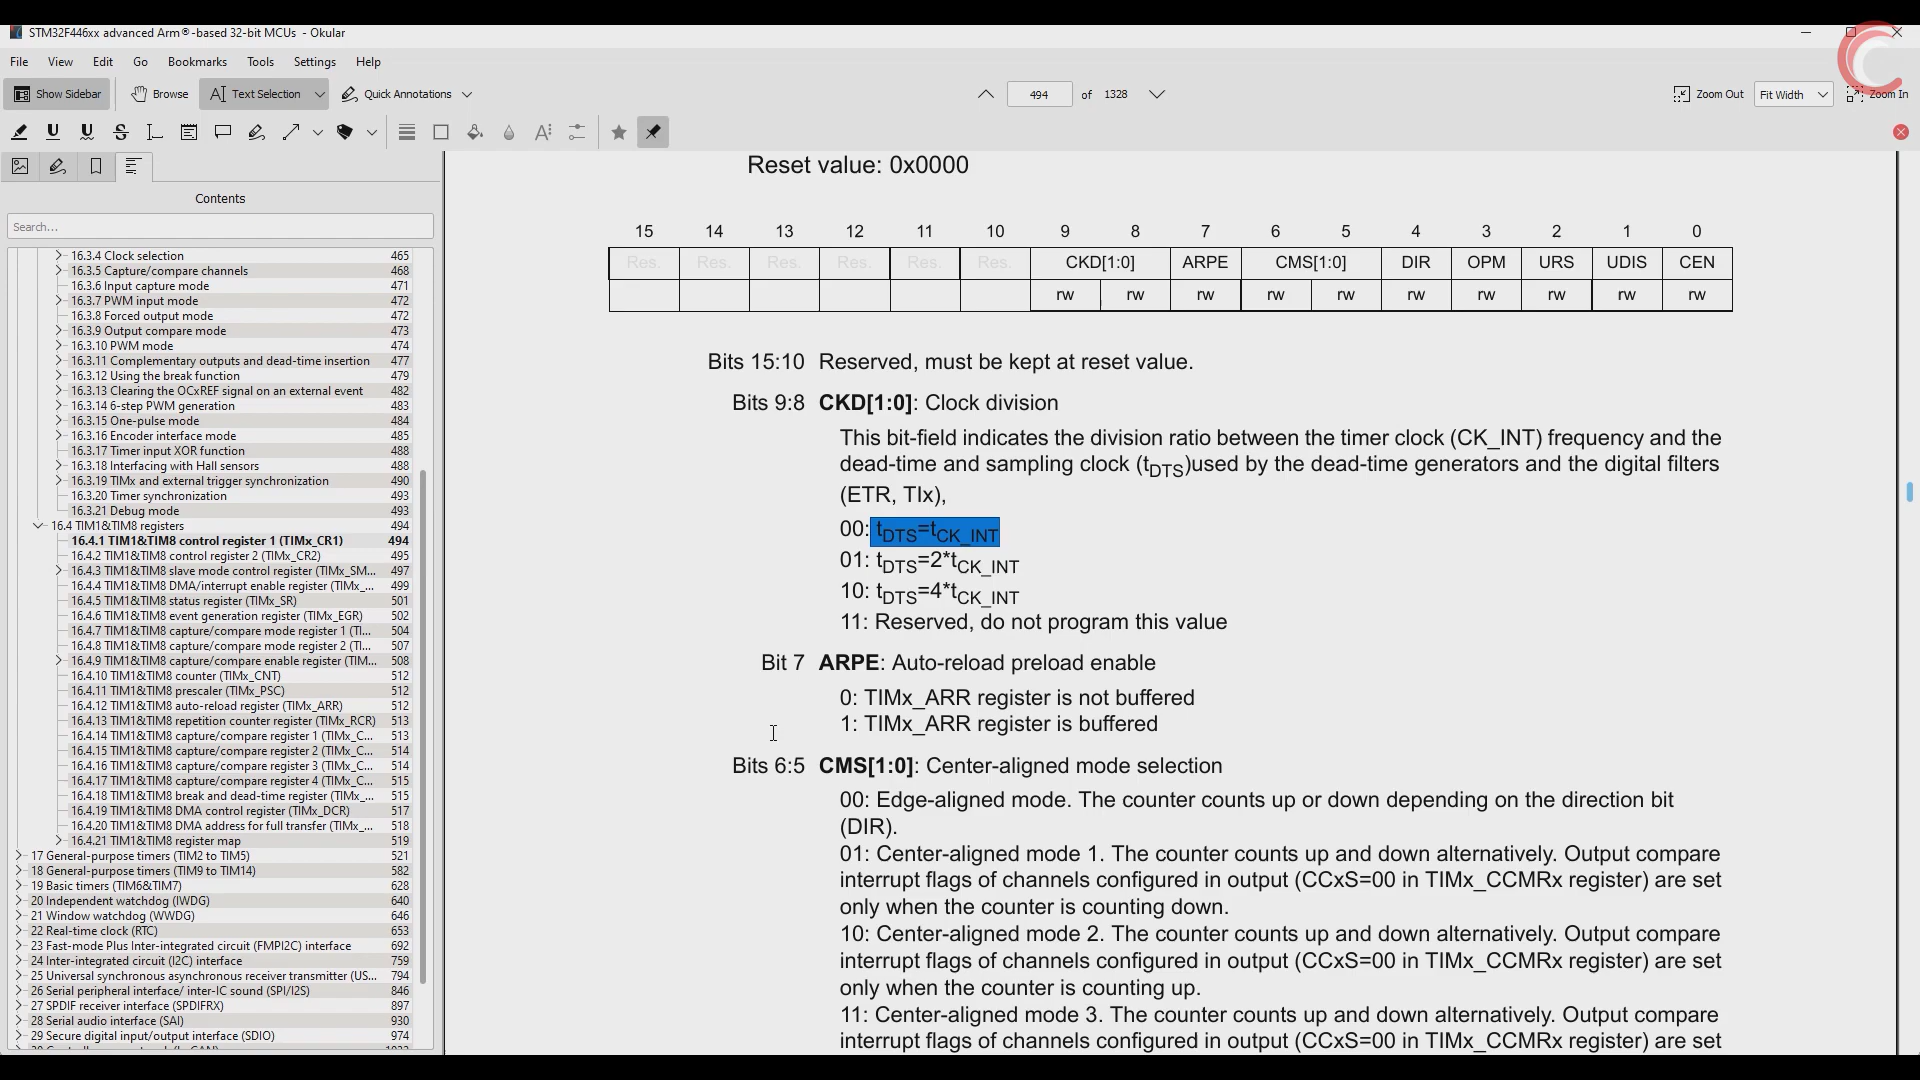 STM32F446xx advanced Arm®-based 32-bit MCUs - Okular
File View Edit Go Bookmarks Tools Settings Help
Show Sidebar Browse Text Selection Quick Annotations 494 of 1328 Zoom Out Fit Width Zoom In
Contents
Search...
16.3.4 Clock selection 465
16.3.5 Capture/compare channels 468
16.3.6 Input capture mode 471
16.3.7 PWM input mode 472
16.3.8 Forced output mode 472
16.3.9 Output compare mode 473
16.3.10 PWM mode 474
16.3.11 Complementary outputs and dead-time insertion 477
16.3.12 Using the break function 479
16.3.13 Clearing the OCxREF signal on an external event 482
16.3.14 6-step PWM generation 483
16.3.15 One-pulse mode 484
16.3.16 Encoder interface mode 485
16.3.17 Timer input XOR function 488
16.3.18 Interfacing with Hall sensors 488
16.3.19 TIMx and external trigger synchronization 490
16.3.20 Timer synchronization 493
16.3.21 Debug mode 493
16.4 TIM1&TIM8 registers 494
16.4.1 TIM1&TIM8 control register 1 (TIMx_CR1) 494
16.4.2 TIM1&TIM8 control register 2 (TIMx_CR2) 495
16.4.3 TIM1&TIM8 slave mode control register (TIMx_SM... 497
16.4.4 TIM1&TIM8 DMA/interrupt enable register (TIMx_... 499
16.4.5 TIM1&TIM8 status register (TIMx_SR) 501
16.4.6 TIM1&TIM8 event generation register (TIMx_EGR) 502
16.4.7 TIM1&TIM8 capture/compare mode register 1 (TI... 504
16.4.8 TIM1&TIM8 capture/compare mode register 2 (TI... 507
16.4.9 TIM1&TIM8 capture/compare enable register (TIM... 508
16.4.10 TIM1&TIM8 counter (TIMx_CNT) 512
16.4.11 TIM1&TIM8 prescaler (TIMx_PSC) 512
16.4.12 TIM1&TIM8 auto-reload register (TIMx_ARR) 512
16.4.13 TIM1&TIM8 repetition counter register (TIMx_RCR) 513
16.4.14 TIM1&TIM8 capture/compare register 1 (TIMx_C... 513
16.4.15 TIM1&TIM8 capture/compare register 2 (TIMx_C... 514
16.4.16 TIM1&TIM8 capture/compare register 3 (TIMx_C... 514
16.4.17 TIM1&TIM8 capture/compare register 4 (TIMx_C... 515
16.4.18 TIM1&TIM8 break and dead-time register (TIMx_... 515
16.4.19 TIM1&TIM8 DMA control register (TIMx_DCR) 517
16.4.20 TIM1&TIM8 DMA address for full transfer (TIMx_... 518
16.4.21 TIM1&TIM8 register map 519
17 General-purpose timers (TIM2 to TIM5) 521
18 General-purpose timers (TIM9 to TIM14) 582
19 Basic timers (TIM6&TIM7) 628
20 Independent watchdog (IWDG) 640
21 Window watchdog (WWDG) 646
22 Real-time clock (RTC) 653
23 Fast-mode Plus Inter-integrated circuit (FMPI2C) interface 692
24 Inter-integrated circuit (I2C) interface 759
25 Universal synchronous asynchronous receiver transmitter (US... 794
26 Serial peripheral interface/ inter-IC sound (SPI/I2S) 846
27 SPDIF receiver interface (SPDIFRX) 897
28 Serial audio interface (SAI) 930
29 Secure digital input/output interface (SDIO) 974
Reset value: 0x0000
15 14 13 12 11 10 9 8 7 6 5 4 3 2 1 0
Res. Res. Res. Res. Res. Res. CKD[1:0] ARPE CMS[1:0] DIR OPM URS UDIS CEN
rw rw rw rw rw rw rw rw rw rw
Bits 15:10 Reserved, must be kept at reset value.
Bits 9:8 CKD[1:0]: Clock division
This bit-field indicates the division ratio between the timer clock (CK_INT) frequency and the
dead-time and sampling clock (tDTS)used by the dead-time generators and the digital filters
(ETR, TIx),
00: tDTS=tCK_INT
01: tDTS=2*tCK_INT
10: tDTS=4*tCK_INT
11: Reserved, do not program this value
Bit 7 ARPE: Auto-reload preload enable
0: TIMx_ARR register is not buffered
1: TIMx_ARR register is buffered
Bits 6:5 CMS[1:0]: Center-aligned mode selection
00: Edge-aligned mode. The counter counts up or down depending on the direction bit
(DIR).
01: Center-aligned mode 1. The counter counts up and down alternatively. Output compare
interrupt flags of channels configured in output (CCxS=00 in TIMx_CCMRx register) are set
only when the counter is counting down.
10: Center-aligned mode 2. The counter counts up and down alternatively. Output compare
interrupt flags of channels configured in output (CCxS=00 in TIMx_CCMRx register) are set
only when the counter is counting up.
11: Center-aligned mode 3. The counter counts up and down alternatively. Output compare
interrupt flags of channels configured in output (CCxS=00 in TIMx_CCMRx register) are set